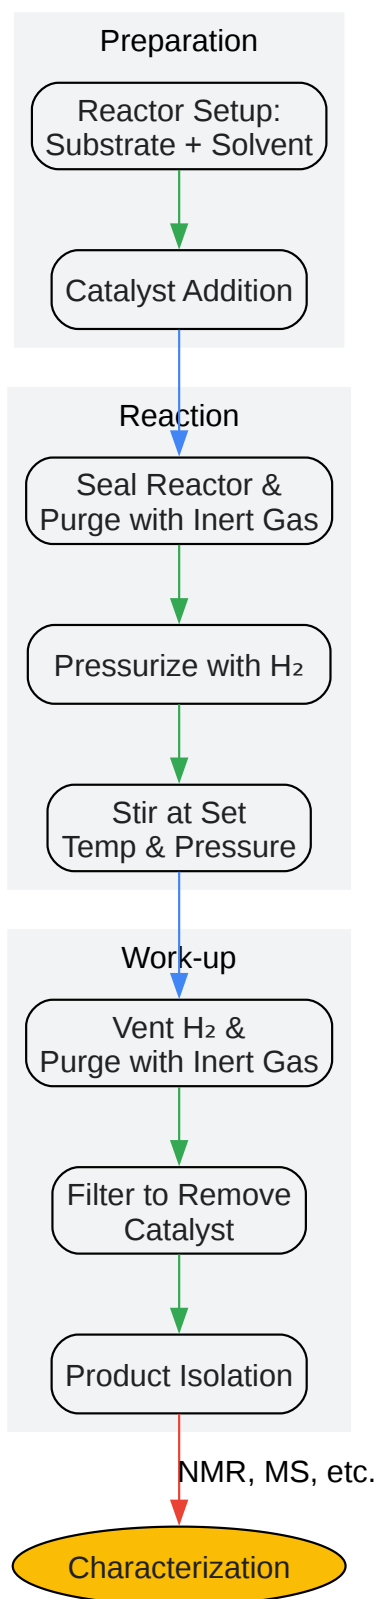 Preparation
Reactor Setup:
Substrate + Solvent
Catalyst Addition
Reaction
Seal Reactor &
Purge with Inert Gas
Pressurize with H₂
Stir at Set
Temp & Pressure
Work-up
Vent H₂ &
Purge with Inert Gas
Filter to Remove
Catalyst
Product Isolation
NMR, MS, etc.
Characterization